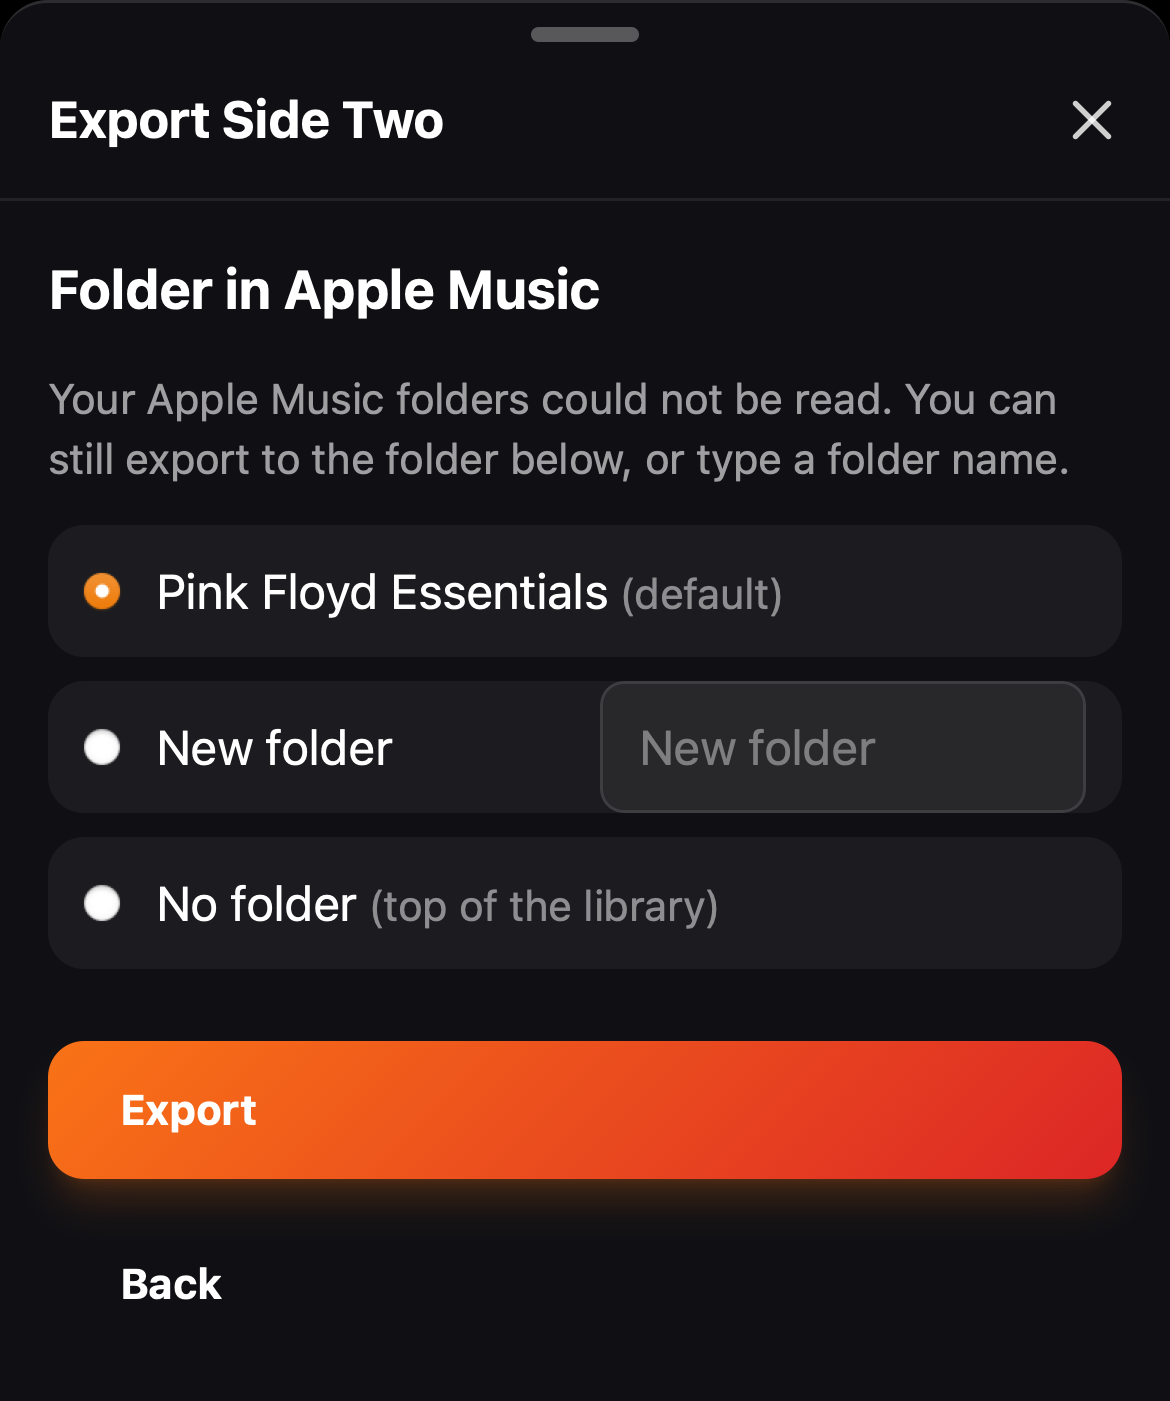 Export Side Two
Folder in Apple Music
Your Apple Music folders could not be read. You can
still export to the folder below, or type a folder name.
Pink Floyd Essentials (default)
New folder New folder
No folder (top of the library)
Export
Back